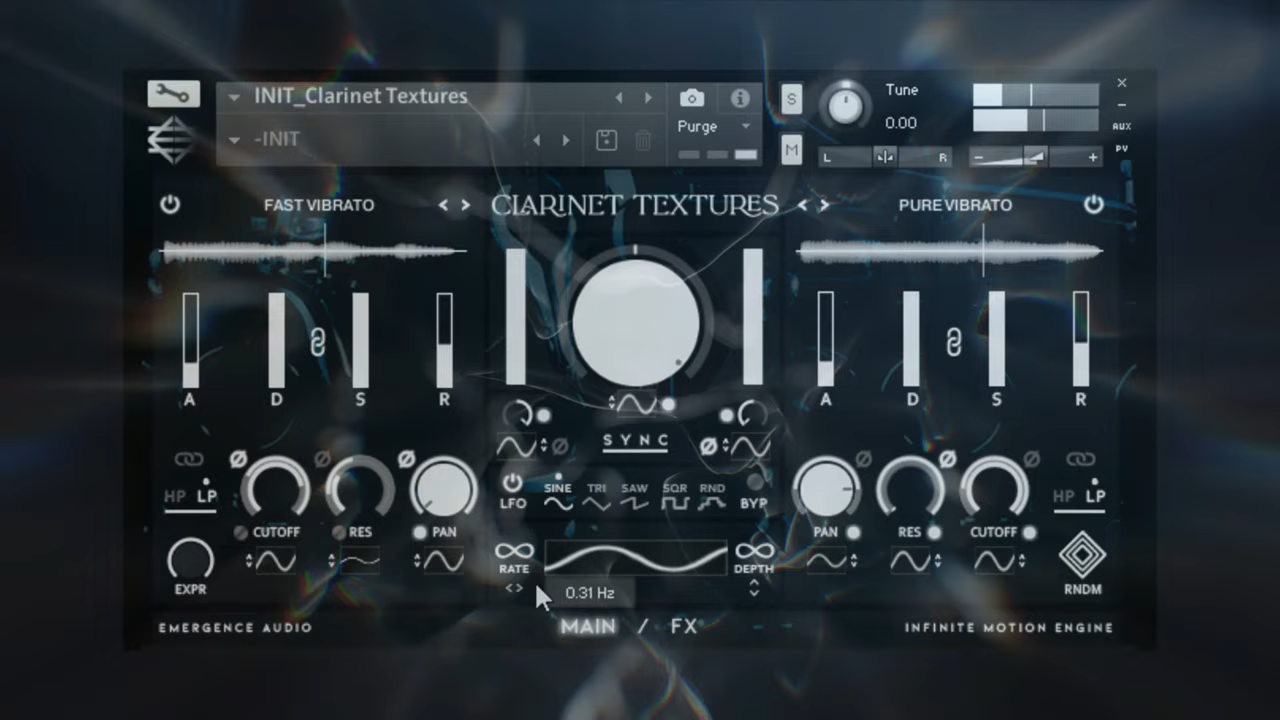 INIT_Clarinet Textures
-INIT
Purge
S
M
Tune
0.00
L R
- +
AUX
PV
FAST VIBRATO
CLARINET TEXTURES
PURE VIBRATO
A D S R
A D S R
SYNC
HP LP
CUTOFF RES PAN
LFO
SINE TRI SAW SQR RND
BYP
PAN RES CUTOFF
HP LP
EXPR
RATE
DEPTH
RNDM
0.31 Hz
EMERGENCE AUDIO
MAIN / FX
INFINITE MOTION ENGINE